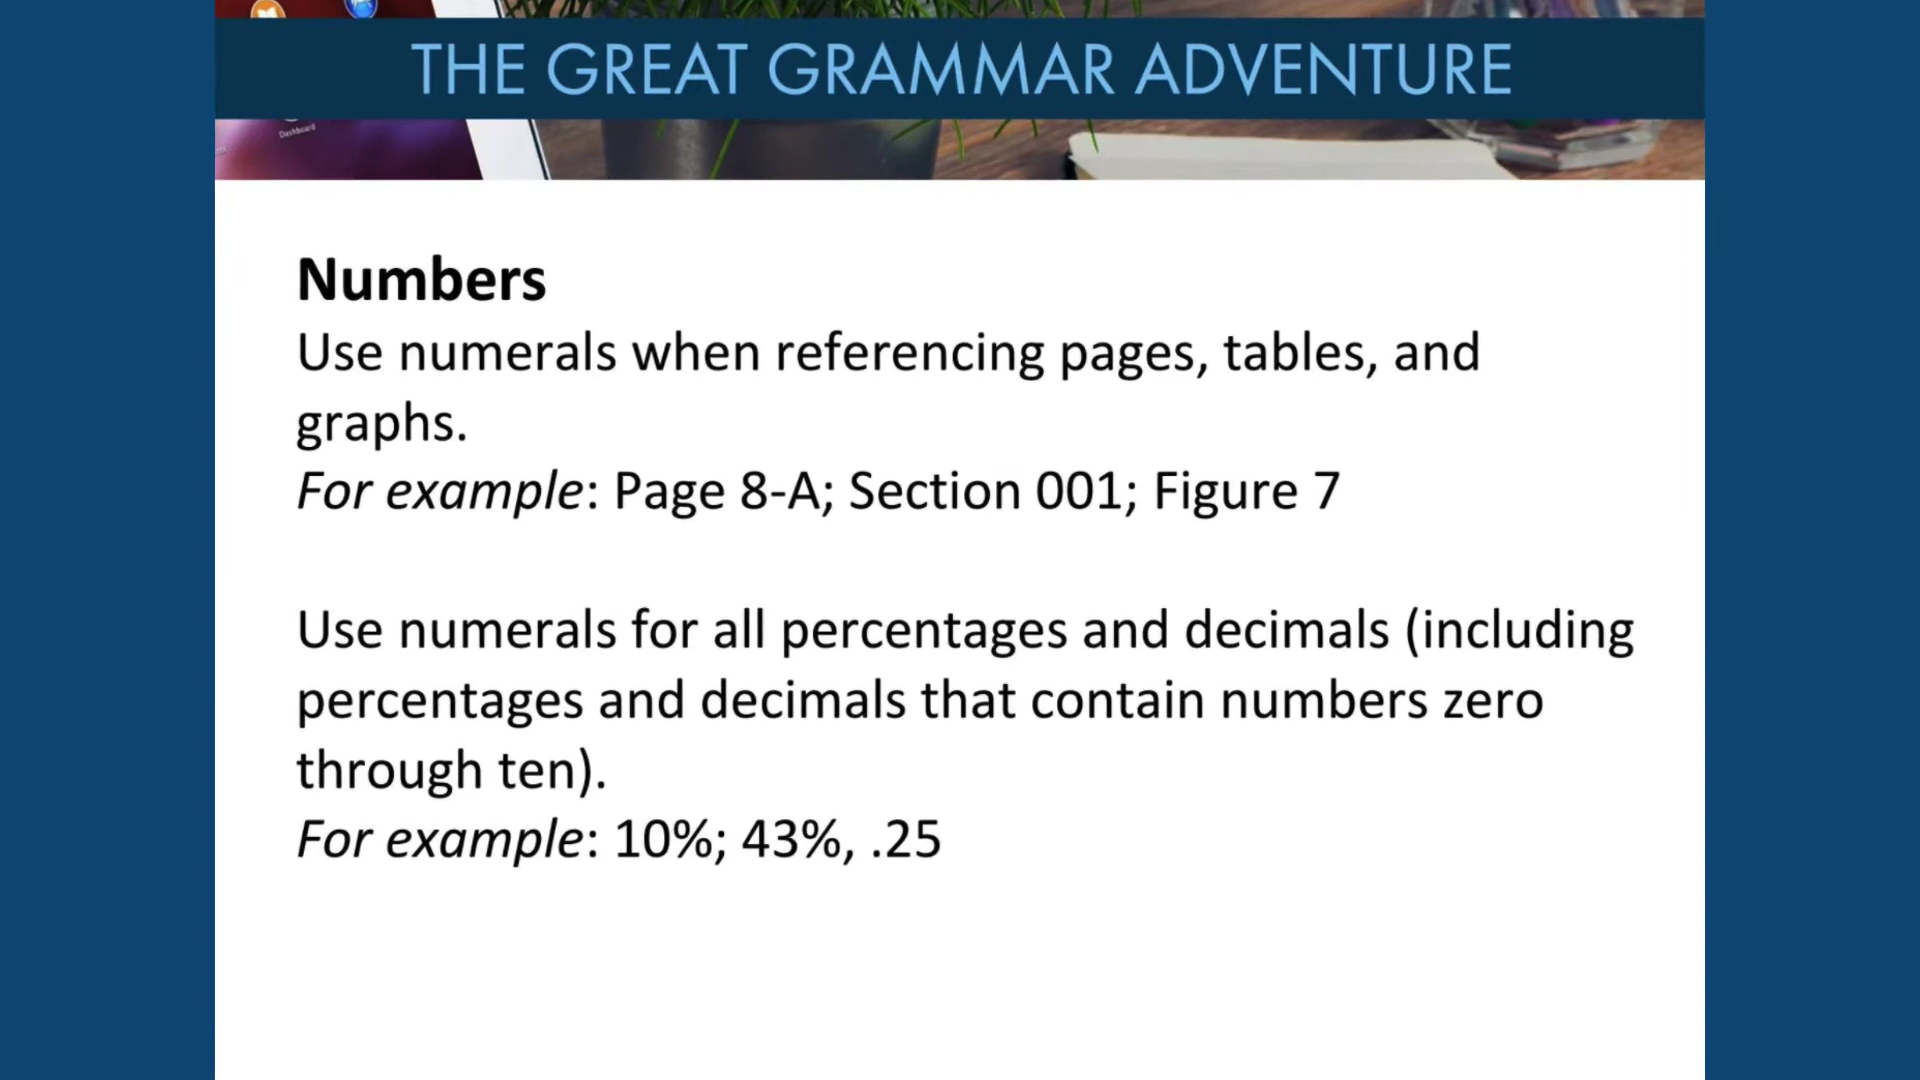 THE GREAT GRAMMAR ADVENTURE
Dashboard
Numbers
Use numerals when referencing pages, tables, and
graphs.
For example: Page 8-A; Section 001; Figure 7
Use numerals for all percentages and decimals (including
percentages and decimals that contain numbers zero
through ten).
For example: 10%; 43%, .25